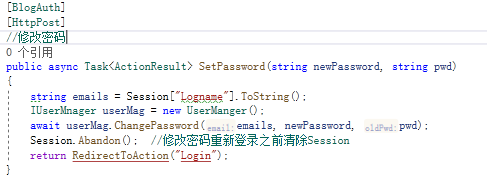 [BlogAuth]
[HttpPost]
//修改密码
0 个引用
public async Task<ActionResult> SetPassword(string newPassword, string pwd)
{
string emails = Session["Logname"].ToString();
IUserMnager userMag = new UserManger();
await userMag.ChangePassword(email:emails, newPassword, oldPwd:pwd);
Session.Abandon(); //修改密码重新登录之前清除Session
return RedirectToAction("Login");
}